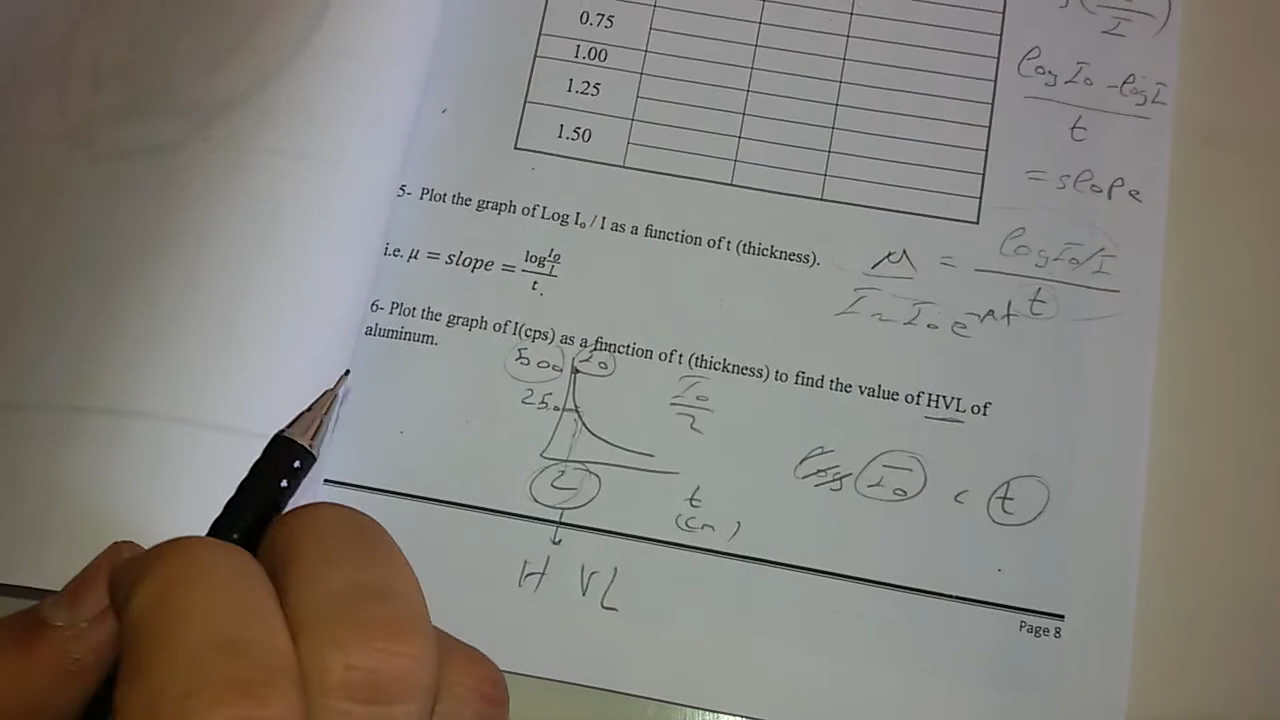 0.75
1.00
1.25
1.50
I
log I₀ - log I
t
= slope
5- Plot the graph of Log I₀ / I as a function of t (thickness).
i.e. μ = slope = log I₀/I
t.
μ = log I₀/I
t
I = I₀ e^-μt
6- Plot the graph of I(cps) as a function of t (thickness) to find the value of HVL of
aluminum.
500 I₀
250
I₀
2
I₀ < t
2
t
(cm)
HVL
Page 8